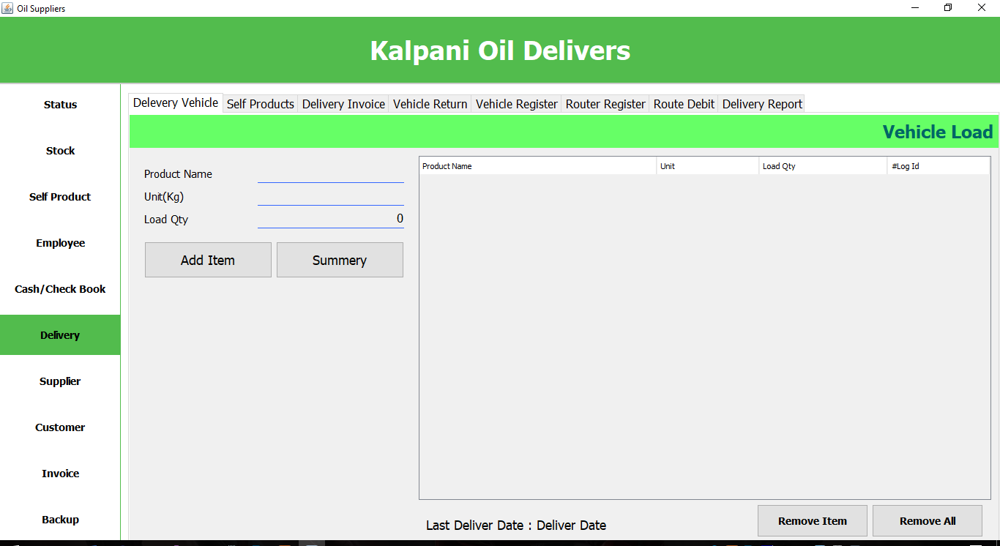 Oil Suppliers
Kalpani Oil Delivers
Status
Stock
Self Product
Employee
Cash/Check Book
Delivery
Supplier
Customer
Invoice
Backup
Delevery Vehicle Self Products Delivery Invoice Vehicle Return Vehicle Register Router Register Route Debit Delivery Report
Vehicle Load
Product Name
Unit(Kg)
Load Qty 0
Add Item Summery
Product Name Unit Load Qty #Log Id
Last Deliver Date : Deliver Date
Remove Item Remove All